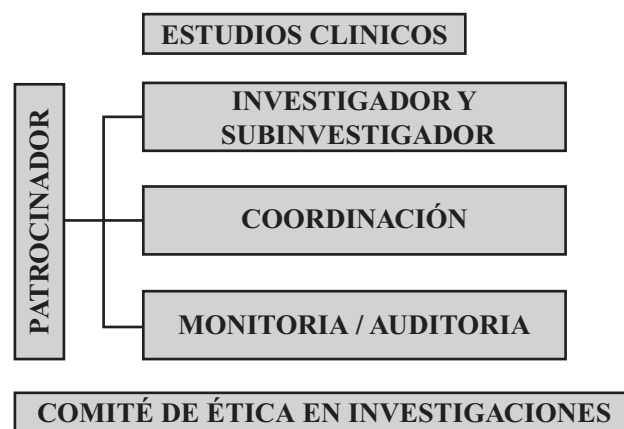 ESTUDIOS CLINICOS
PATROCINADOR
INVESTIGADOR Y
SUBINVESTIGADOR
COORDINACIÓN
MONITORIA / AUDITORIA
COMITÉ DE ÉTICA EN INVESTIGACIONES